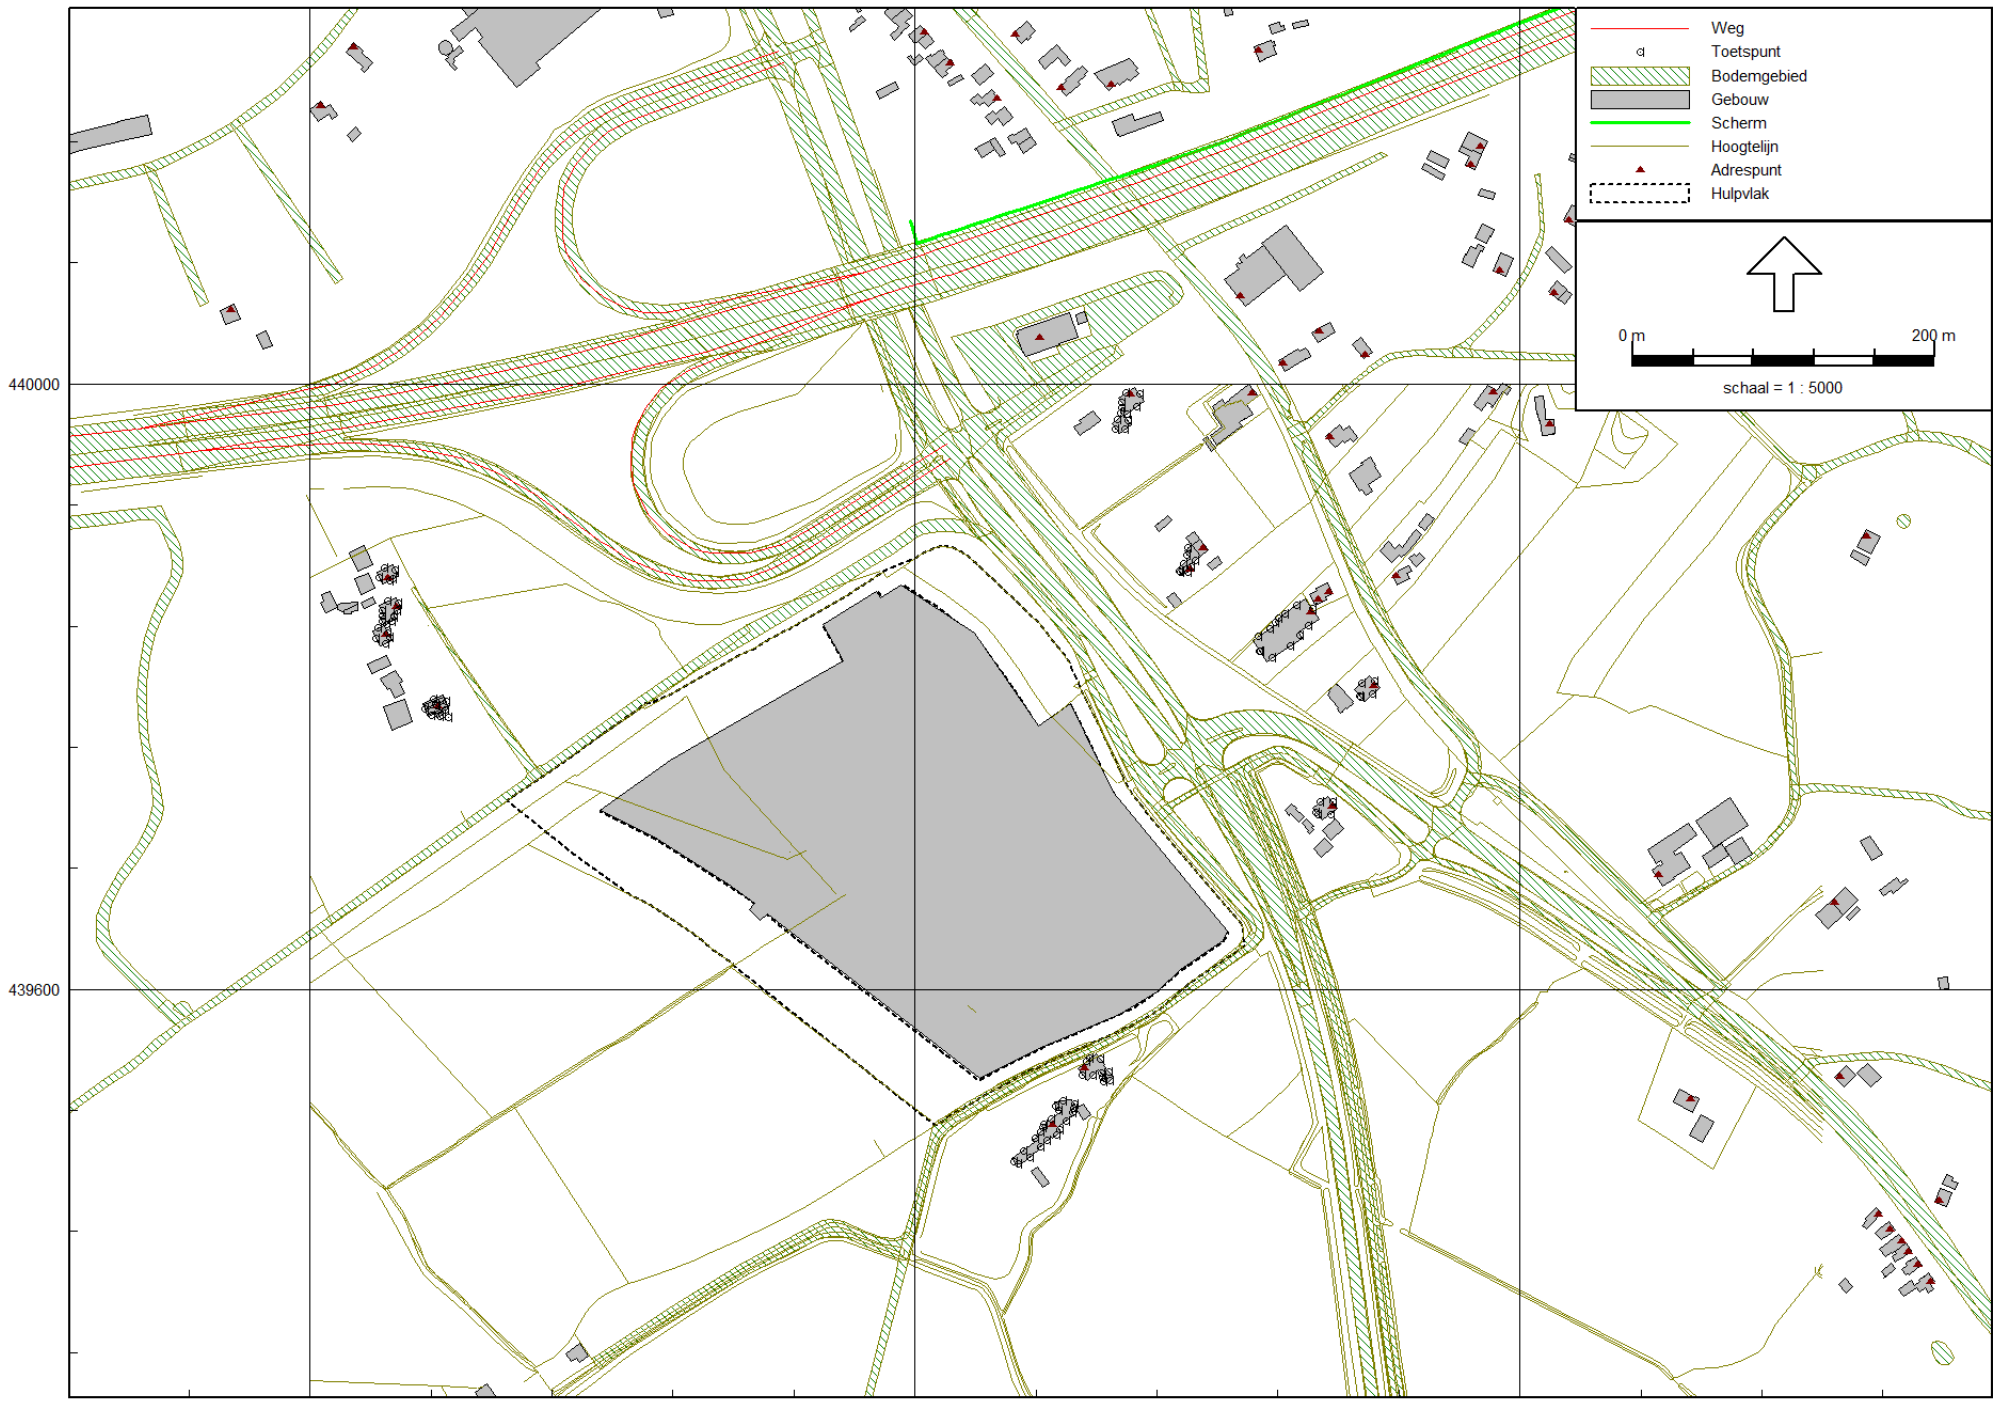 Weg
Toetspunt
Bodemgebied
Gebouw
Scherm
Hoogtelijn
Adrespunt
Hulpvlak
0 m 200 m
schaal = 1 : 5000
440000
439600